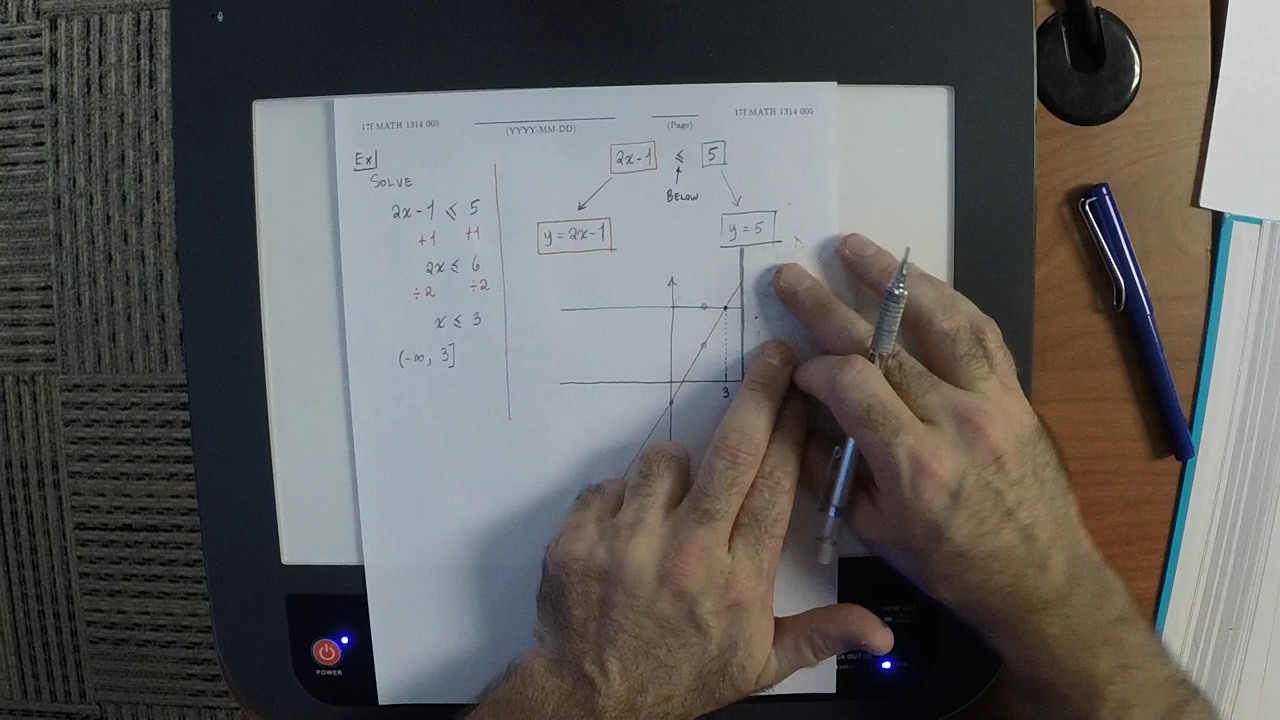 17f MATH 1314 005
(YYYY-MM-DD)
(Page)
17f MATH 1314 005
Ex
SOLVE
2x-1 ≤ 5
+1 +1
2x ≤ 6
÷2 ÷2
x ≤ 3
(-∞, 3]
2x-1 ≤ 5
BELOW
y = 2x-1
y = 5
3
POWER